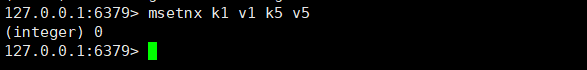 127.0.0.1:6379> msetnx k1 v1 k5 v5
(integer) 0
127.0.0.1:6379>